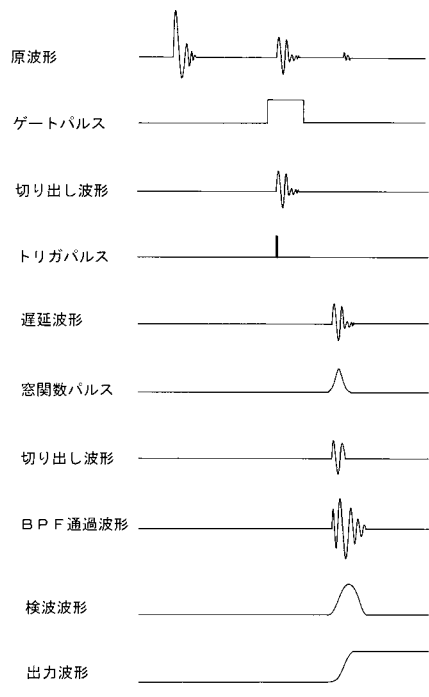 原波形
ゲートパルス
切り出し波形
トリガパルス
遅延波形
窓関数パルス
切り出し波形
ＢＰＦ通過波形
検波波形
出力波形